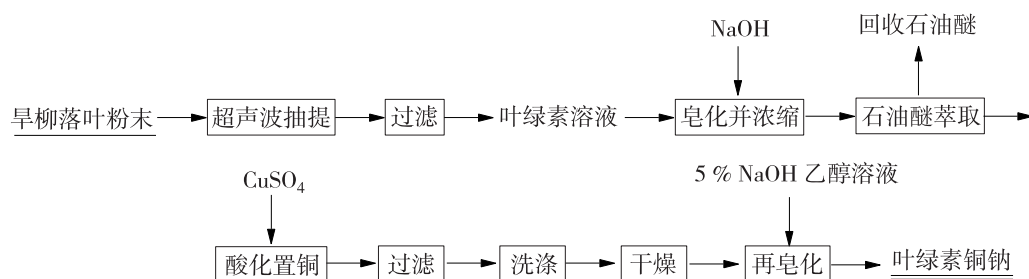 NaOH
回收石油醚
旱柳落叶粉末 超声波抽提 过滤 叶绿素溶液 皂化并浓缩 石油醚萃取
CuSO₄
5 % NaOH 乙醇溶液
酸化置铜 过滤 洗涤 干燥 再皂化 叶绿素铜钠